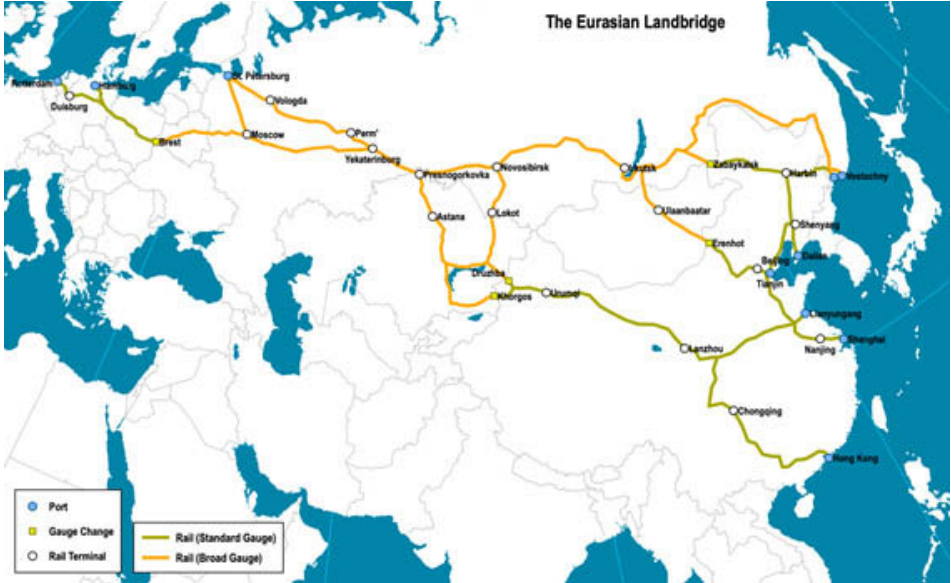 The Eurasian Landbridge
Rotterdam
Hamburg
Duisburg
Brest
St. Petersburg
Vologda
Moscow
Perm'
Yekaterinburg
Presnogorkovka
Novosibirsk
Astana
Lokot
Druzhba
Khorgos
Urumqi
Irkutsk
Ulaanbaatar
Zabaykalsk
Harbin
Vostochny
Shenyang
Erenhot
Beijing
Dalian
Tianjin
Lianyungang
Nanjing
Shanghai
Lanzhou
Chongqing
Hong Kong
Port
Gauge Change
Rail Terminal
Rail (Standard Gauge)
Rail (Broad Gauge)